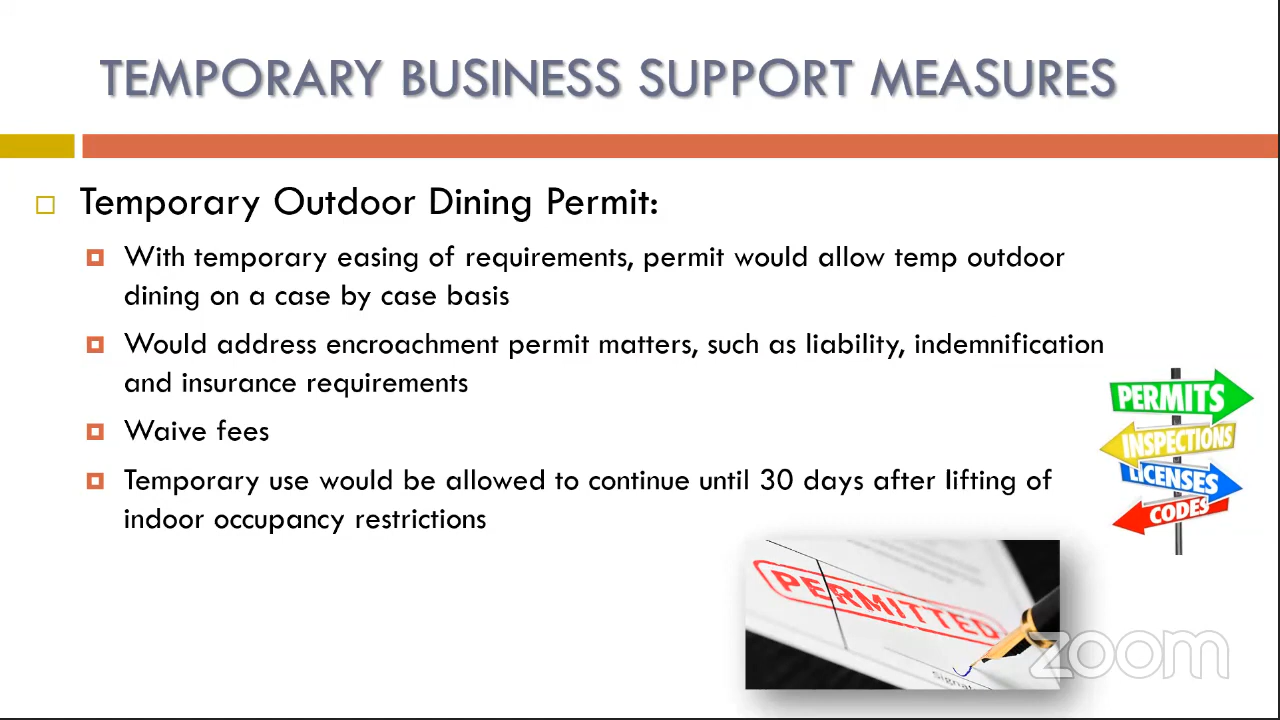 TEMPORARY BUSINESS SUPPORT MEASURES
Temporary Outdoor Dining Permit:
With temporary easing of requirements, permit would allow temp outdoor
dining on a case by case basis
Would address encroachment permit matters, such as liability, indemnification
and insurance requirements
Waive fees
Temporary use would be allowed to continue until 30 days after lifting of
indoor occupancy restrictions
PERMITS
INSPECTIONS
LICENSES
CODES
PERMITTED
zoom